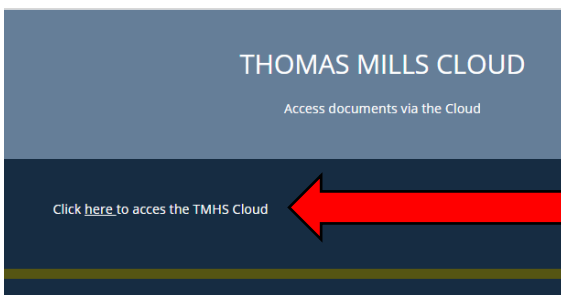 THOMAS MILLS CLOUD
Access documents via the Cloud
Click here to acces the TMHS Cloud